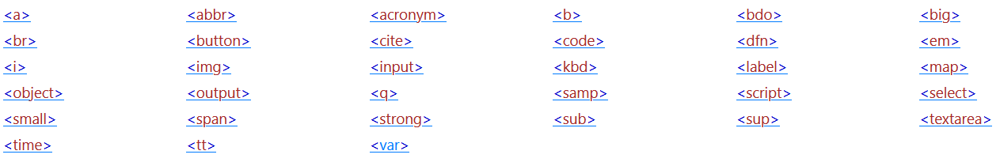 <a> <abbr> <acronym> <b> <bdo> <big>
<br> <button> <cite> <code> <dfn> <em>
<i> <img> <input> <kbd> <label> <map>
<object> <output> <q> <samp> <script> <select>
<small> <span> <strong> <sub> <sup> <textarea>
<time> <tt> <var>